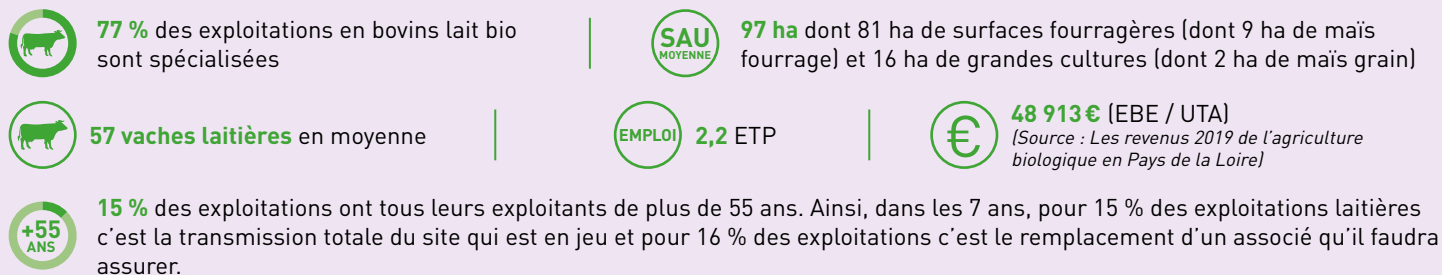 77 % des exploitations en bovins lait bio
sont spécialisées
SAU
MOYENNE
97 ha dont 81 ha de surfaces fourragères (dont 9 ha de maïs
fourrage) et 16 ha de grandes cultures (dont 2 ha de maïs grain)
57 vaches laitières en moyenne
EMPLOI
2,2 ETP
€
48 913 € (EBE / UTA)
(Source : Les revenus 2019 de l’agriculture
biologique en Pays de la Loire)
+55
ANS
15 % des exploitations ont tous leurs exploitants de plus de 55 ans. Ainsi, dans les 7 ans, pour 15 % des exploitations laitières
c’est la transmission totale du site qui est en jeu et pour 16 % des exploitations c’est le remplacement d’un associé qu’il faudra
assurer.